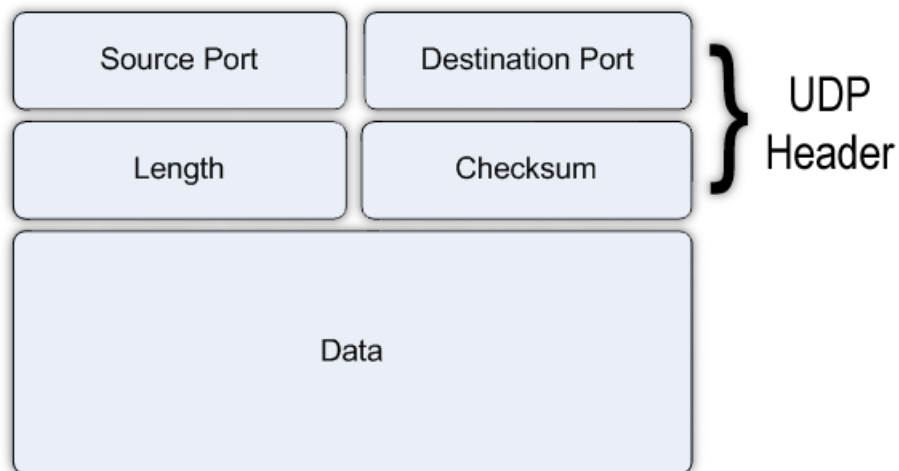 Source Port
Destination Port
UDP
Header
Length
Checksum
Data